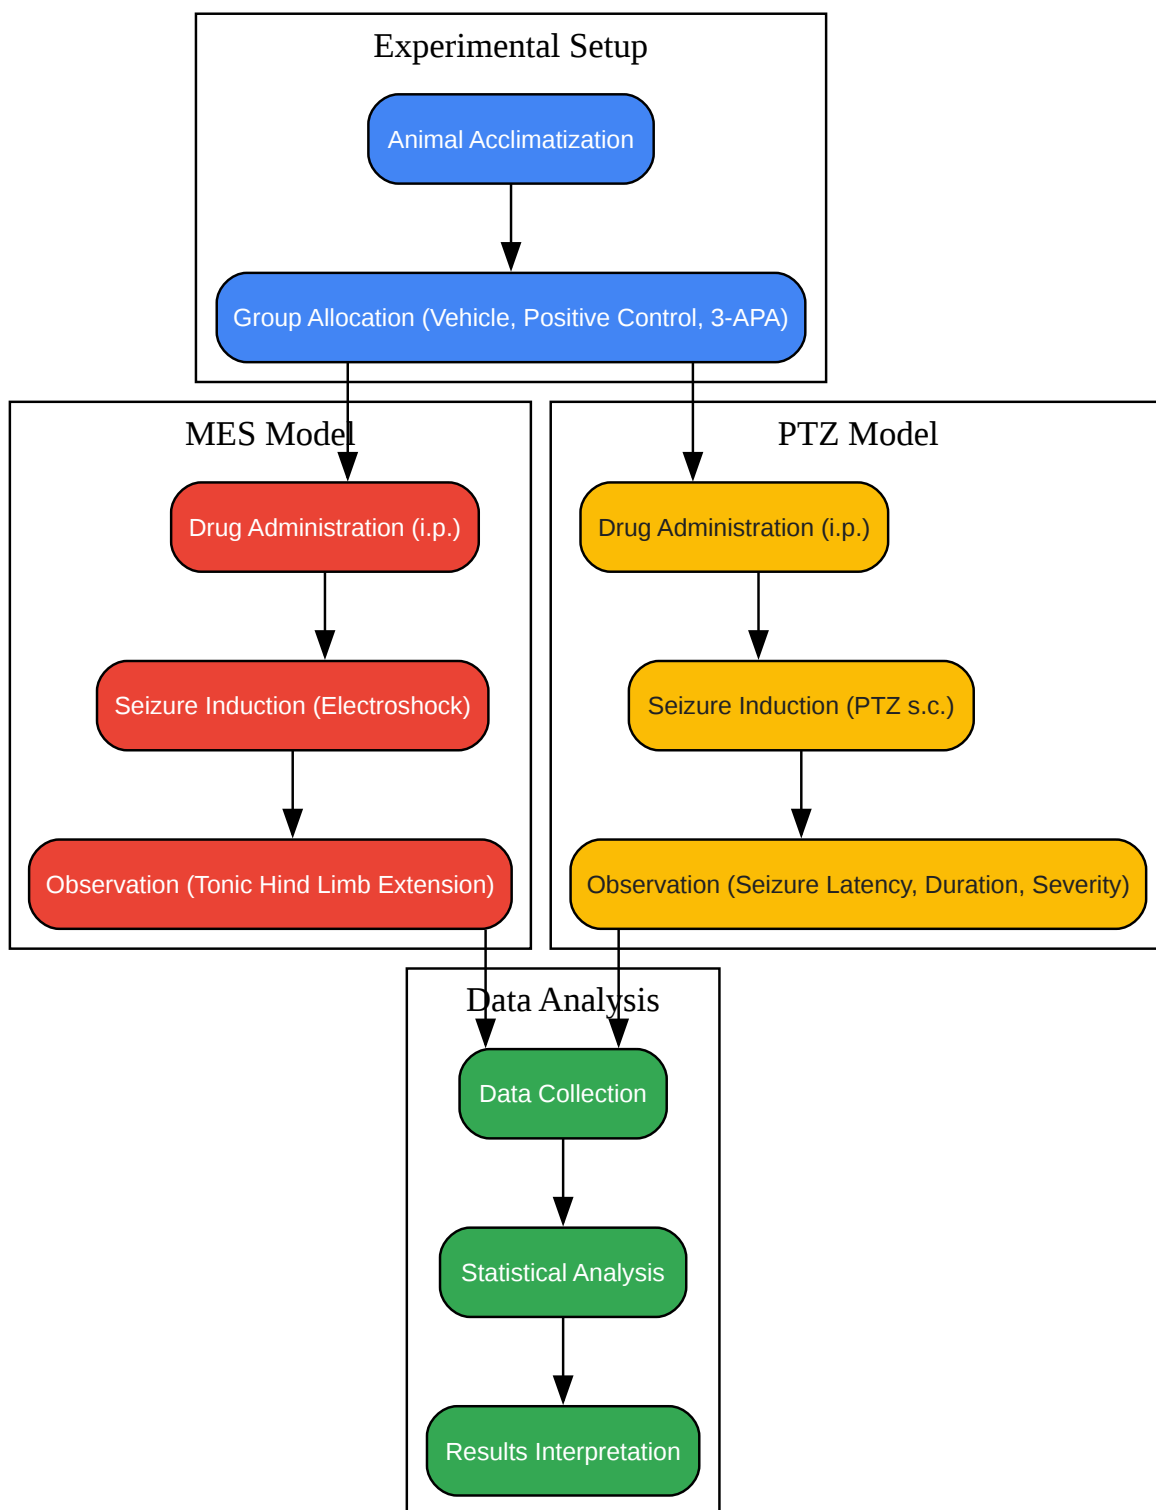 Experimental Setup
Animal Acclimatization
Group Allocation (Vehicle, Positive Control, 3-APA)
MES Model
Drug Administration (i.p.)
Seizure Induction (Electroshock)
Observation (Tonic Hind Limb Extension)
PTZ Model
Drug Administration (i.p.)
Seizure Induction (PTZ s.c.)
Observation (Seizure Latency, Duration, Severity)
Data Analysis
Data Collection
Statistical Analysis
Results Interpretation